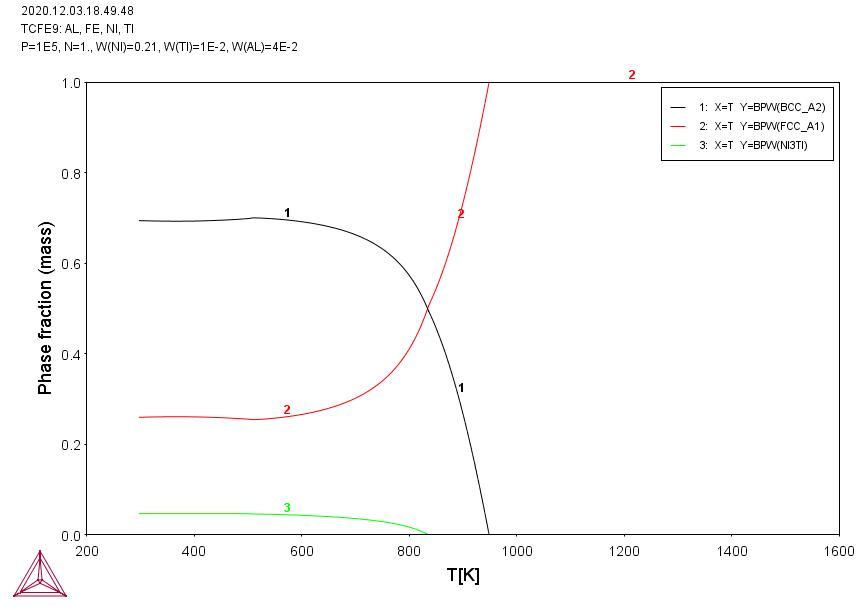 2020.12.03.18.49.48
TCFE9: AL, FE, NI, TI
P=1E5, N=1., W(NI)=0.21, W(TI)=1E-2, W(AL)=4E-2
2
1: X=T Y=BPW(BCC_A2)
2: X=T Y=BPW(FCC_A1)
3: X=T Y=BPW(NI3TI)
Phase fraction (mass)
1.0
0.8
0.6
0.4
0.2
0.0
1
2
1
2
3
200 400 600 800 1000 1200 1400 1600
T[K]